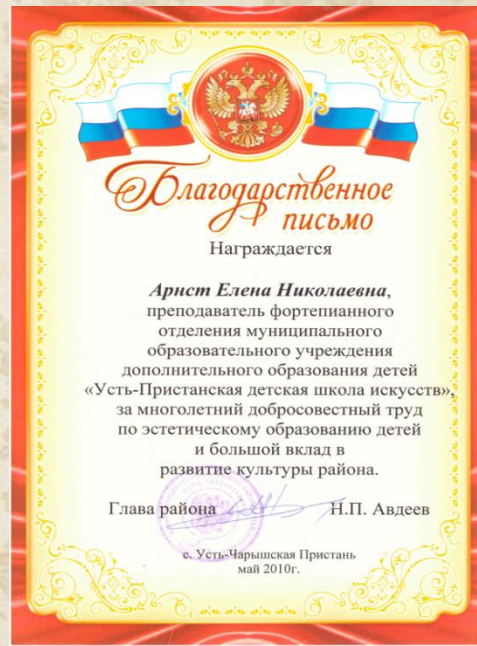 Благодарственное
письмо
Награждается
Арист Елена Николаевна,
преподаватель фортепианного
отделения муниципального
образовательного учреждения
дополнительного образования детей
«Усть-Пристанская детская школа искусств»,
за многолетний добросовестный труд
по эстетическому образованию детей
и большой вклад в
развитие культуры района.
Глава района Н.П. Авдеев
с. Усть-Чарышская Пристань
май 2010г.